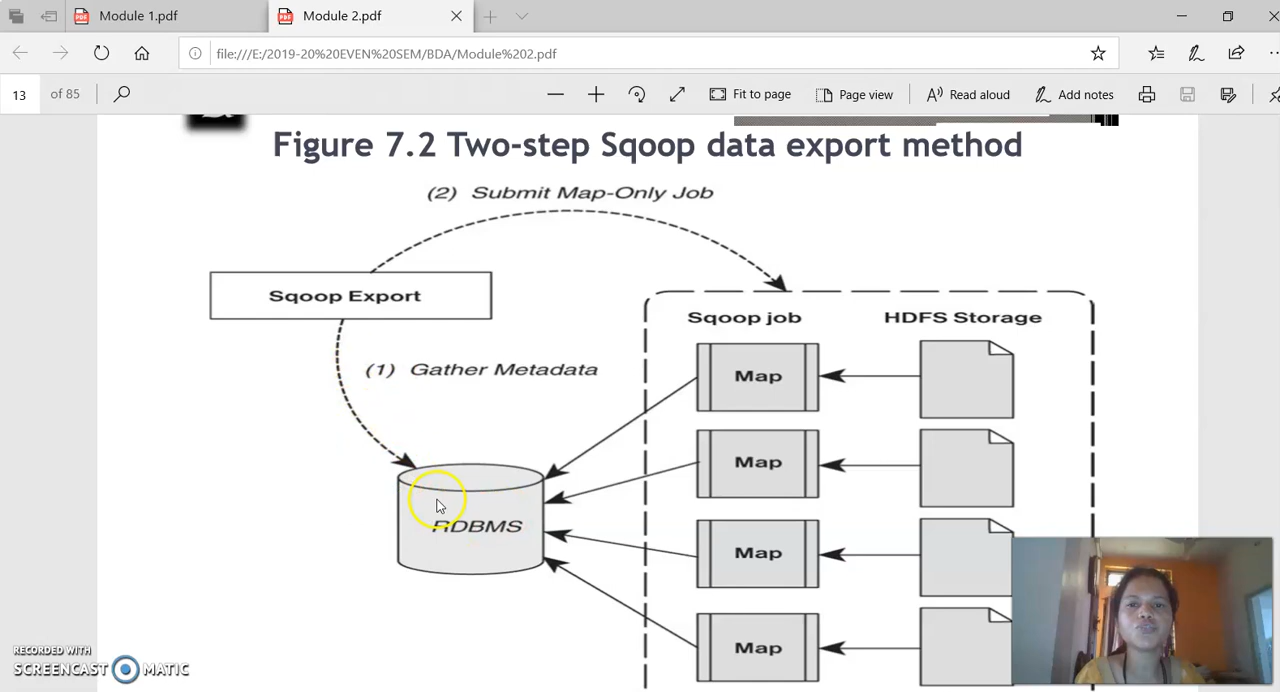 Module 1.pdf
Module 2.pdf
file:///E:/2019-20%20EVEN%20SEM/BDA/Module%202.pdf
13 of 85
Fit to page
Page view
Read aloud
Add notes
Figure 7.2 Two-step Sqoop data export method
(2) Submit Map-Only Job
Sqoop Export
Sqoop job
HDFS Storage
(1) Gather Metadata
Map
Map
RDBMS
Map
Map
RECORDED WITH
SCREENCAST MATIC